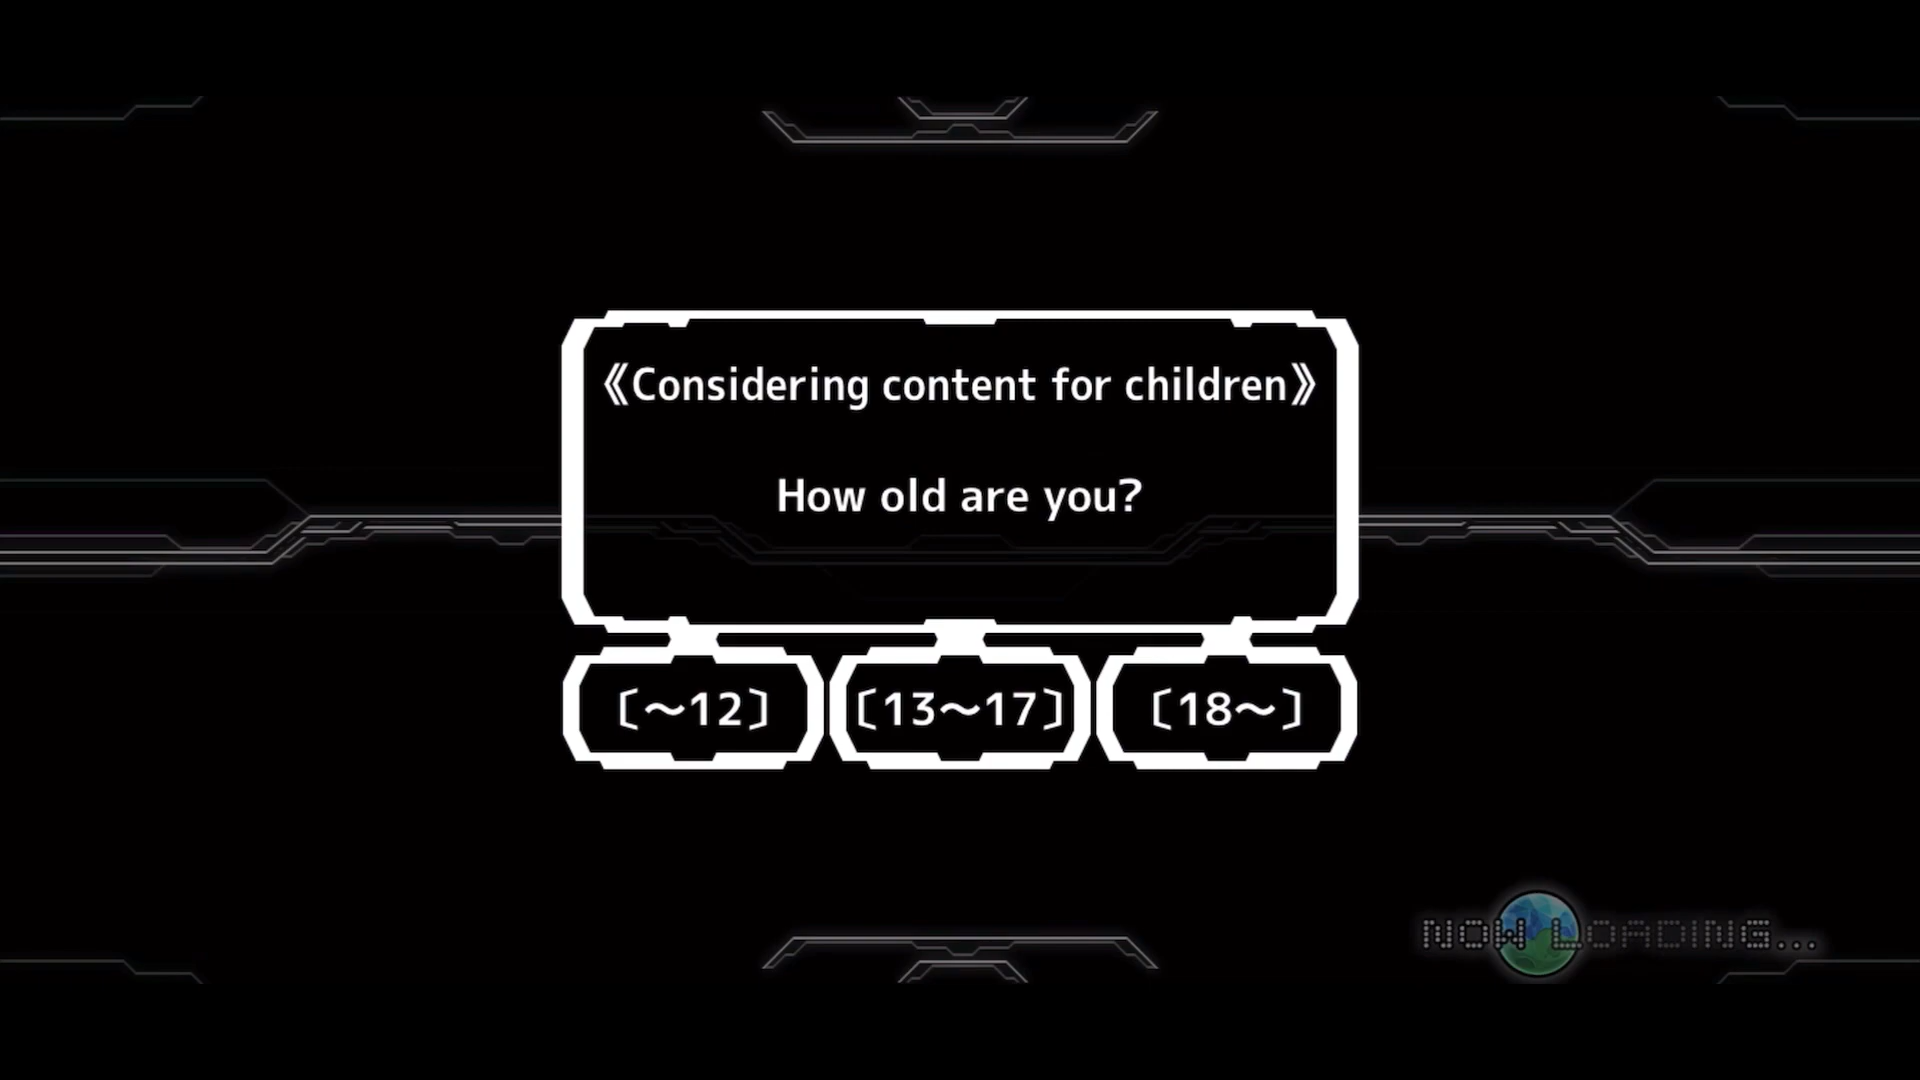 《Considering content for children》
How old are you?
〔～12〕
〔13～17〕
〔18～〕
NOW LOADING...